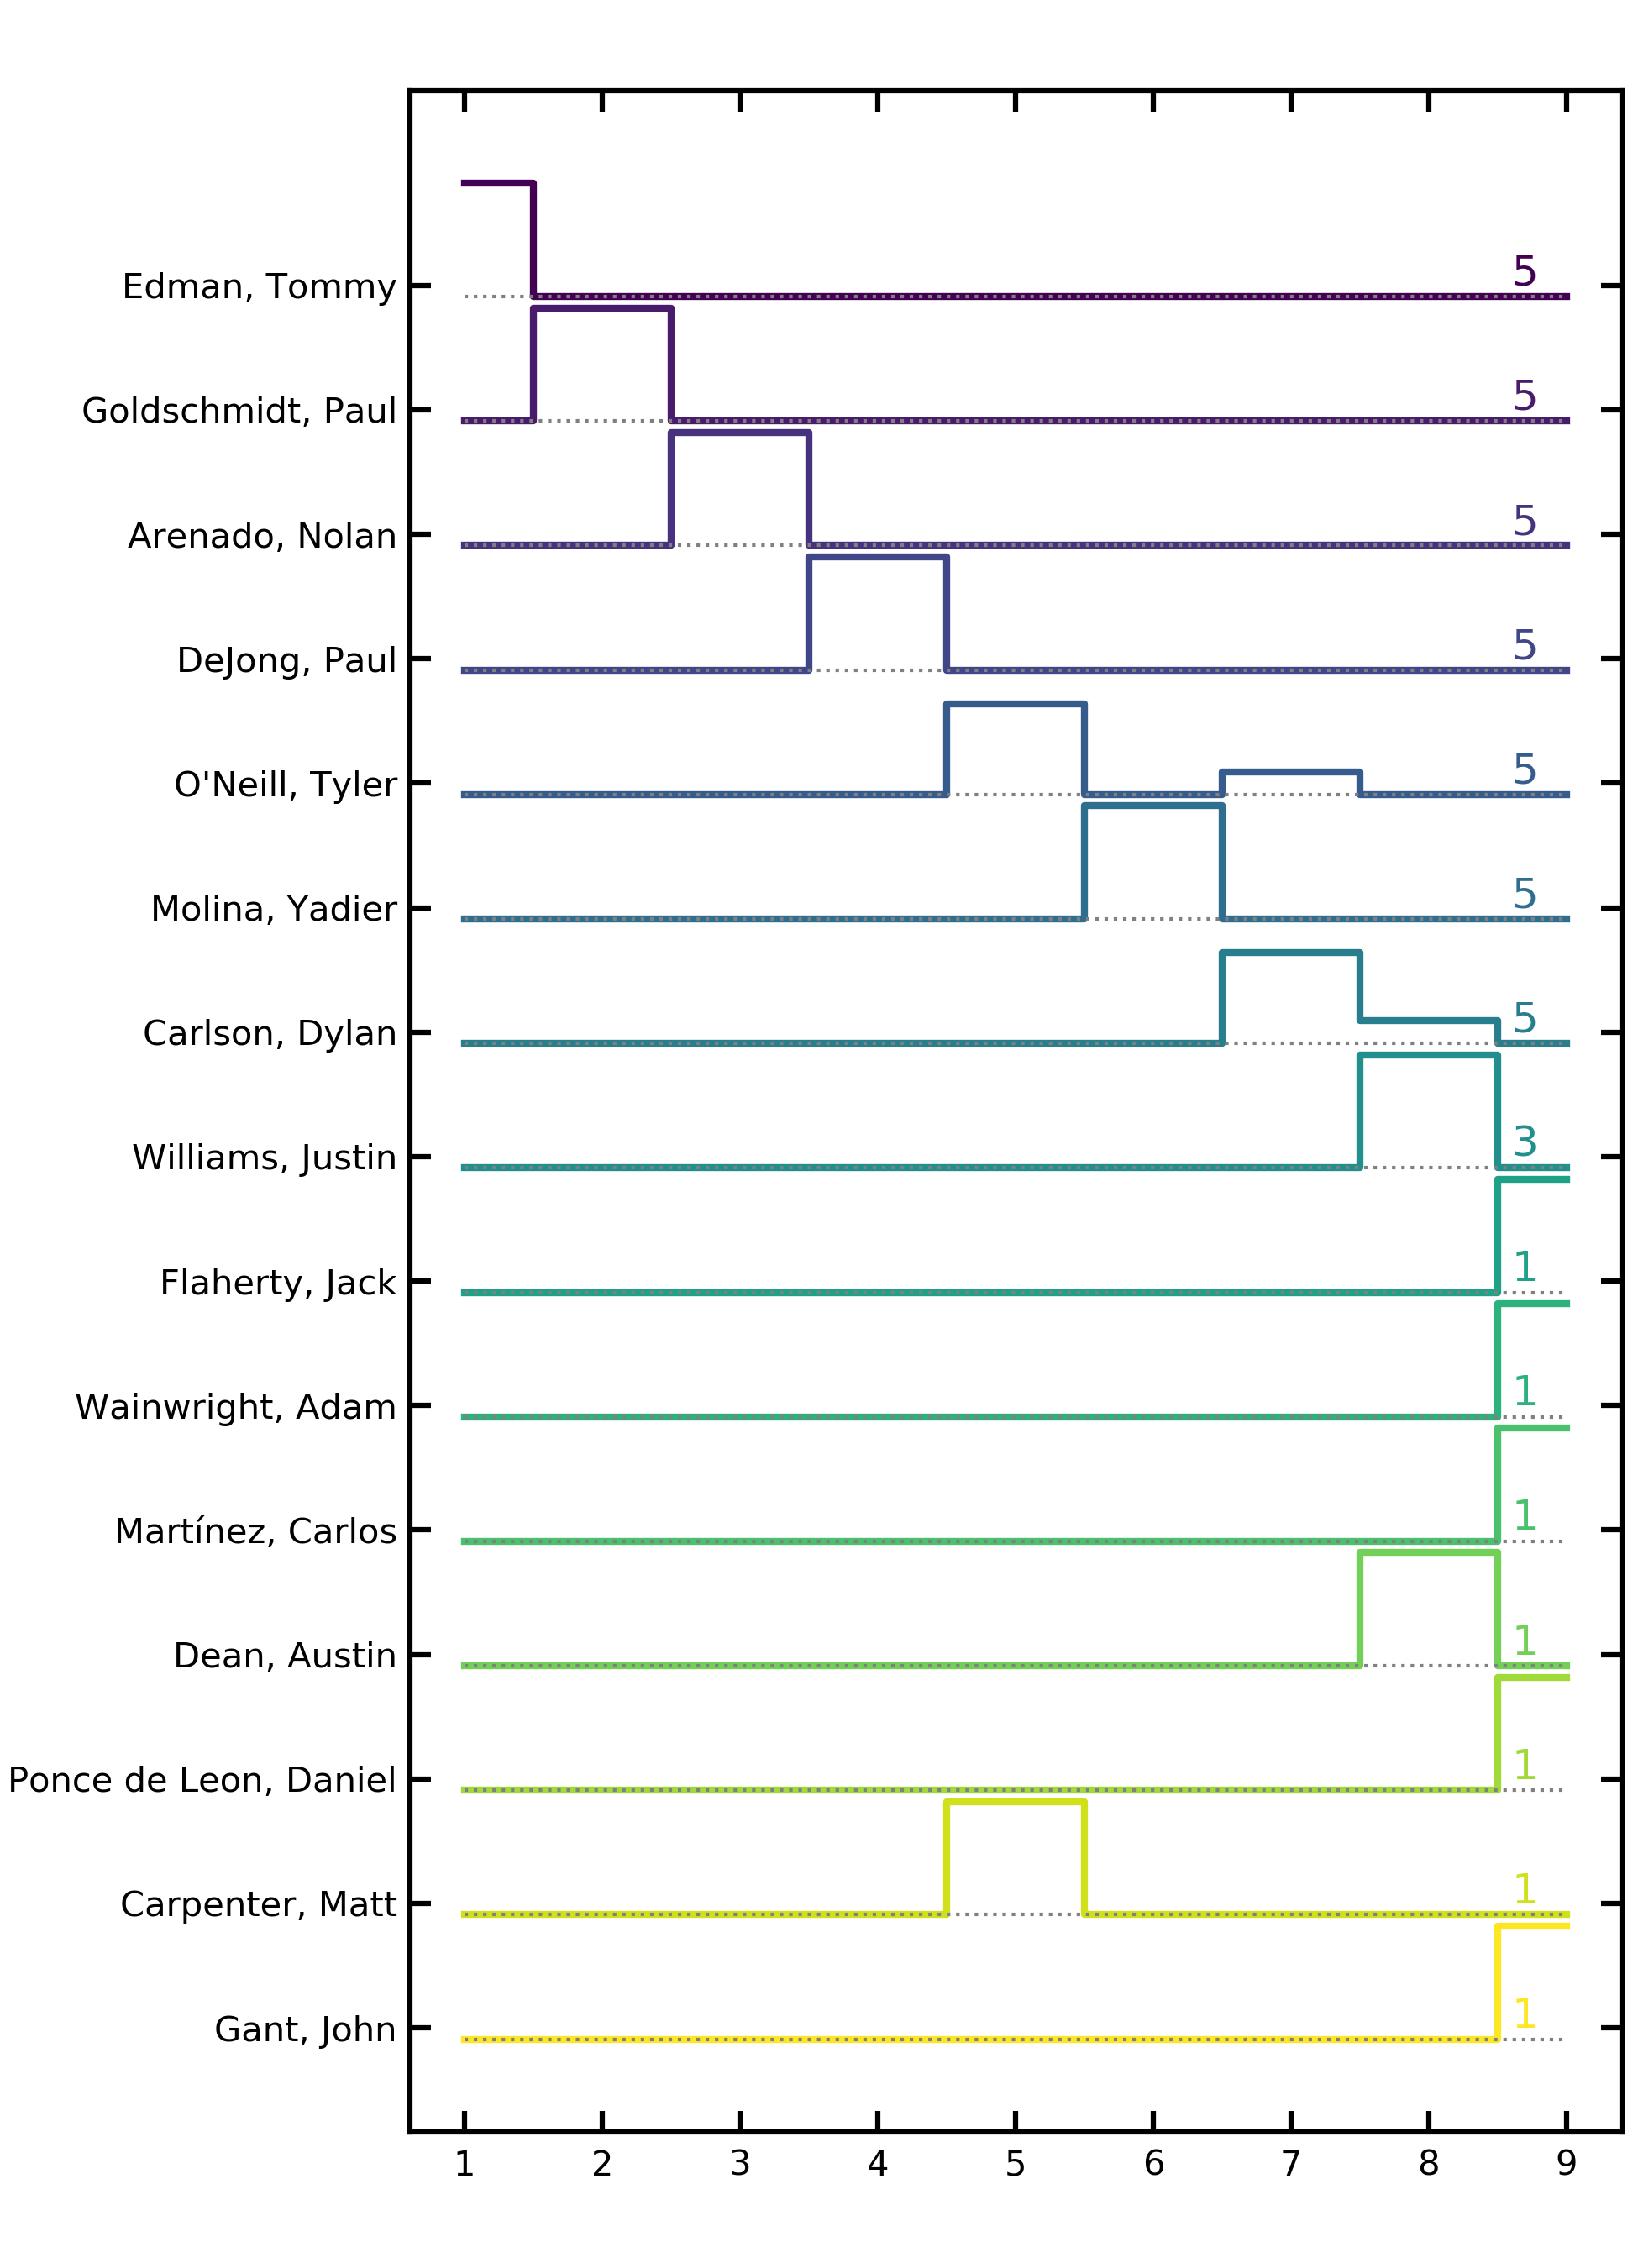 Edman, Tommy 5
Goldschmidt, Paul 5
Arenado, Nolan 5
DeJong, Paul 5
O'Neill, Tyler 5
Molina, Yadier 5
Carlson, Dylan 5
Williams, Justin 3
Flaherty, Jack 1
Wainwright, Adam 1
Martínez, Carlos 1
Dean, Austin 1
Ponce de Leon, Daniel 1
Carpenter, Matt 1
Gant, John 1
1 2 3 4 5 6 7 8 9